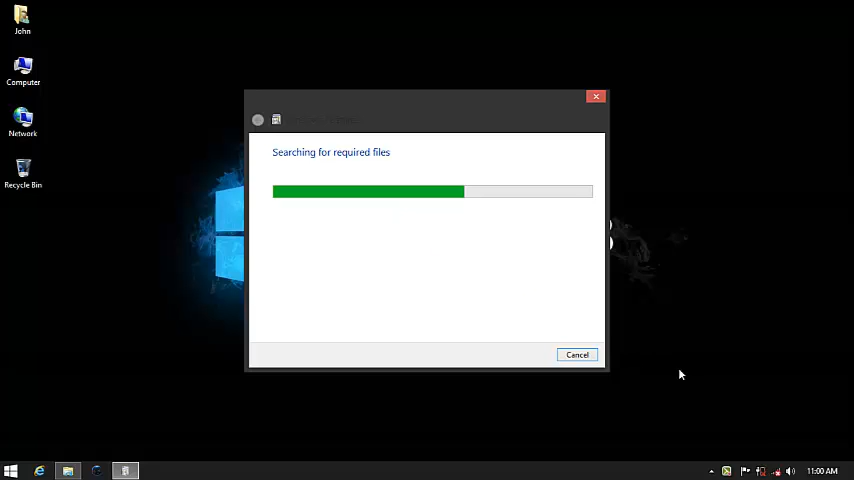 John
Computer
Network
Recycle Bin
Searching for required files
Cancel
11:00 AM